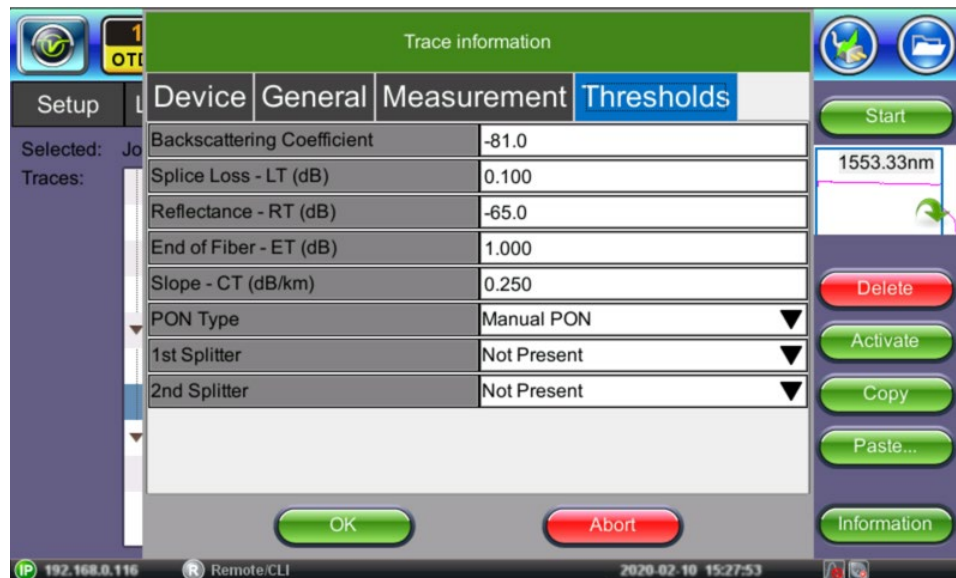 1
OTD
Trace information
Setup
Device General Measurement Thresholds
Start
Selected: Jo
Traces:
Backscattering Coefficient -81.0
Splice Loss - LT (dB) 0.100
Reflectance - RT (dB) -65.0
End of Fiber - ET (dB) 1.000
Slope - CT (dB/km) 0.250
PON Type Manual PON
1st Splitter Not Present
2nd Splitter Not Present
1553.33nm
Delete
Activate
Copy
Paste...
Information
OK Abort
IP 192.168.0.116 R Remote/CLI 2020-02-10 15:27:53